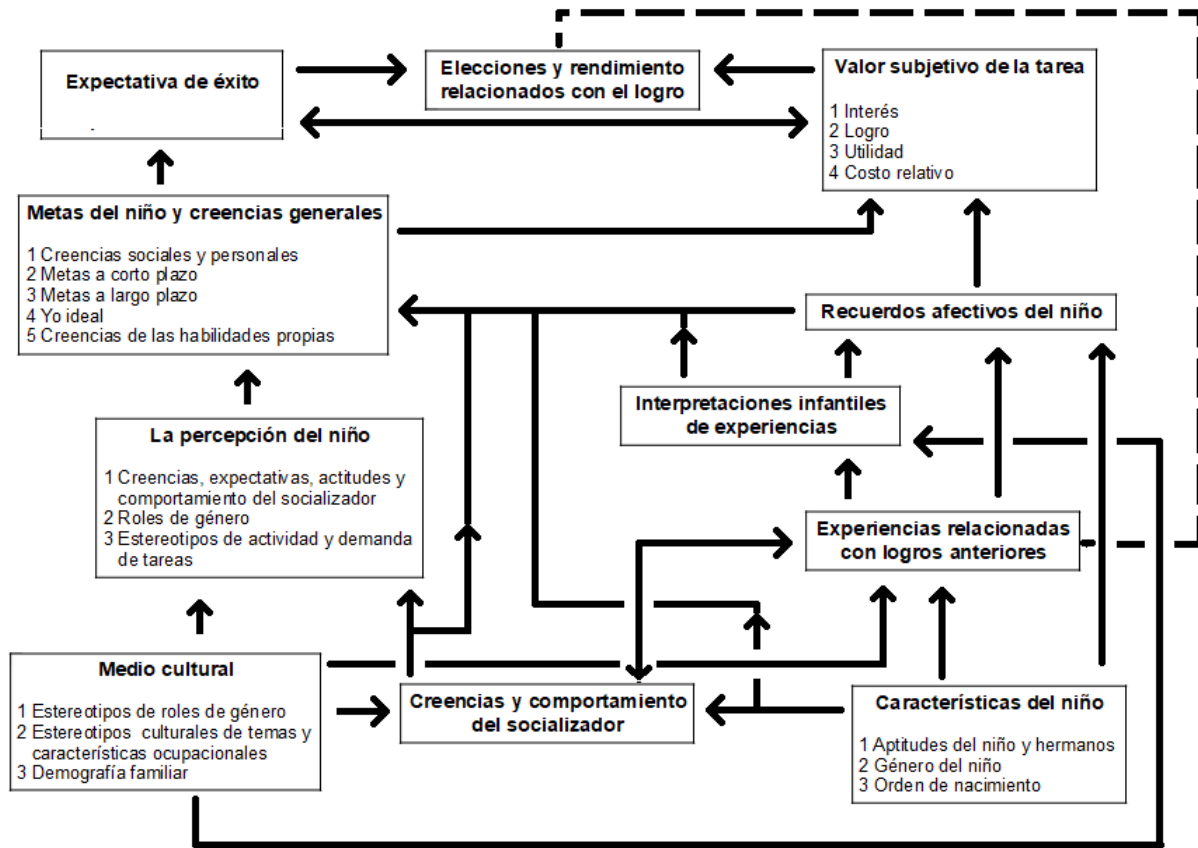 Expectativa de éxito
Elecciones y rendimiento
relacionados con el logro
Valor subjetivo de la tarea
1 Interés
2 Logro
3 Utilidad
4 Costo relativo
Metas del niño y creencias generales
1 Creencias sociales y personales
2 Metas a corto plazo
3 Metas a largo plazo
4 Yo ideal
5 Creencias de las habilidades propias
Recuerdos afectivos del niño
Interpretaciones infantiles
de experiencias
La percepción del niño
1 Creencias, expectativas, actitudes y
comportamiento del socializador
2 Roles de género
3 Estereotipos de actividad y demanda
de tareas
Experiencias relacionadas
con logros anteriores
Medio cultural
1 Estereotipos de roles de género
2 Estereotipos culturales de temas y
características ocupacionales
3 Demografía familiar
Creencias y comportamiento
del socializador
Características del niño
1 Aptitudes del niño y hermanos
2 Género del niño
3 Orden de nacimiento